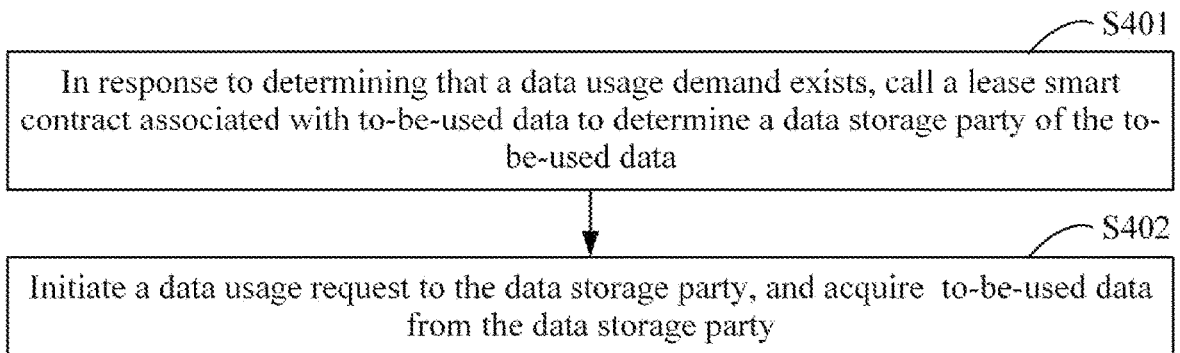 S401
In response to determining that a data usage demand exists, call a lease smart
contract associated with to-be-used data to determine a data storage party of the to-
be-used data
S402
Initiate a data usage request to the data storage party, and acquire to-be-used data
from the data storage party